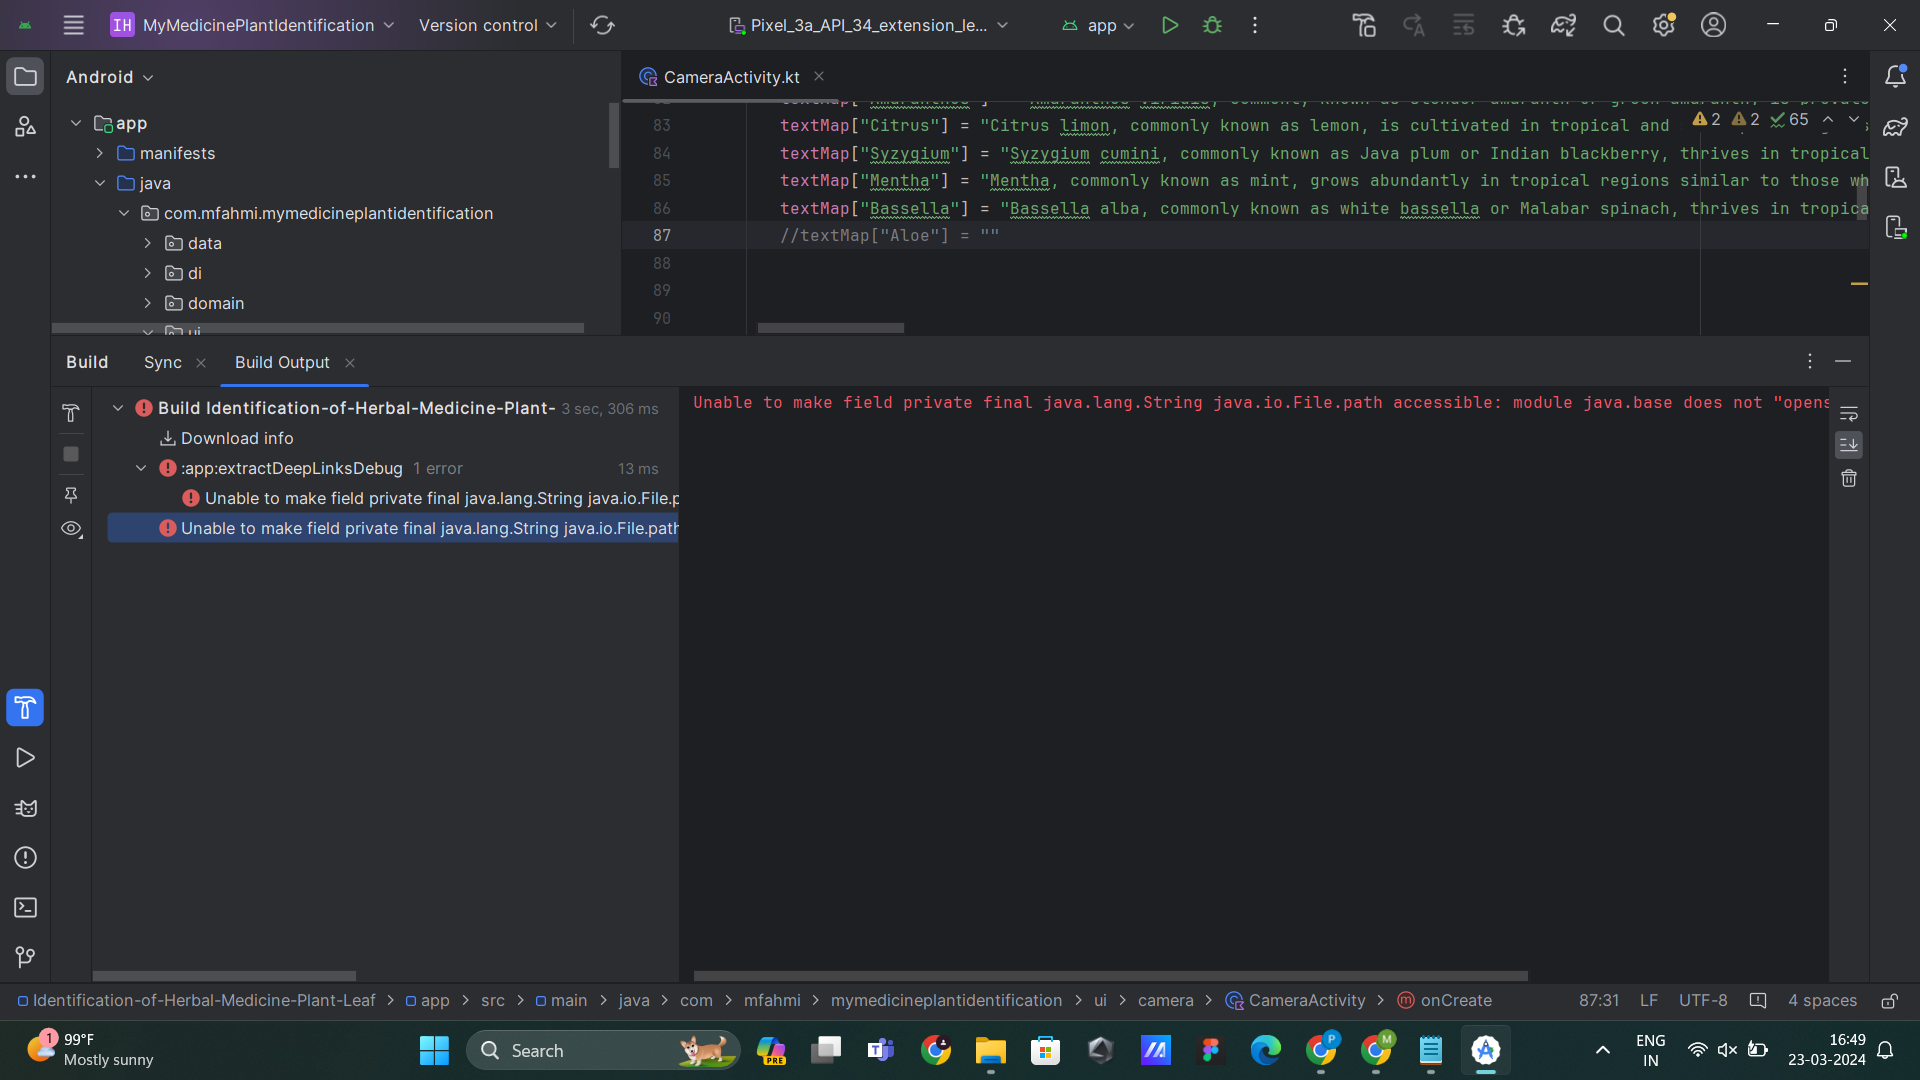 IH MyMedicinePlantIdentification Version control Pixel_3a_API_34_extension_le... app
Android
CameraActivity.kt
app
manifests
java
com.mfahmi.mymedicineplantidentification
data
di
domain
ui
2 2 65
83 textMap["Citrus"] = "Citrus limon, commonly known as lemon, is cultivated in tropical and
84 textMap["Syzygium"] = "Syzygium cumini, commonly known as Java plum or Indian blackberry, thrives in tropical
85 textMap["Mentha"] = "Mentha, commonly known as mint, grows abundantly in tropical regions similar to those wh
86 textMap["Bassella"] = "Bassella alba, commonly known as white bassella or Malabar spinach, thrives in tropica
87 //textMap["Aloe"] = ""
88
89
90
Build Sync Build Output
Build Identification-of-Herbal-Medicine-Plant- 3 sec, 306 ms
Download info
:app:extractDeepLinksDebug 1 error 13 ms
Unable to make field private final java.lang.String java.io.File.p
Unable to make field private final java.lang.String java.io.File.path
Unable to make field private final java.lang.String java.io.File.path accessible: module java.base does not "opens
Identification-of-Herbal-Medicine-Plant-Leaf > app > src > main > java > com > mfahmi > mymedicineplantidentification > ui > camera > CameraActivity > onCreate
87:31 LF UTF-8 4 spaces
1 99°F
Mostly sunny
Search
PRE
P
M
ENG
IN
16:49
23-03-2024